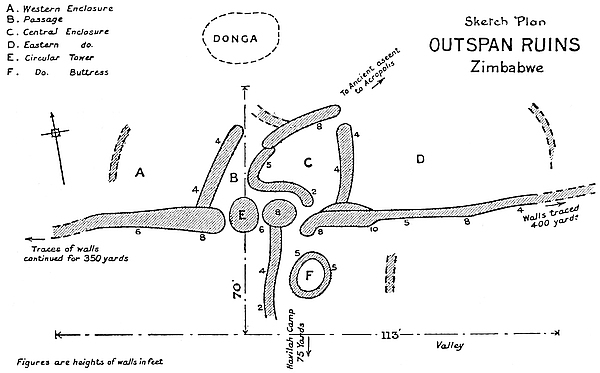 A. Western Enclosure
B. Passage
C. Central Enclosure
D. Eastern do.
E. Circular Tower
F. Do. Buttress
DONGA
Sketch Plan
OUTSPAN RUINS
Zimbabwe
To Ancient ascent
to Acropolis
A
B
C
D
E
F
4
4
5
8
2
4
6
8
6
8
8
10
5
8
4
4
2
5
5
Walls traced
400 yards
Traces of walls
continued for 350 yards
70'
113'
Havilah Camp
75 Yards
Valley
Figures are heights of walls in feet